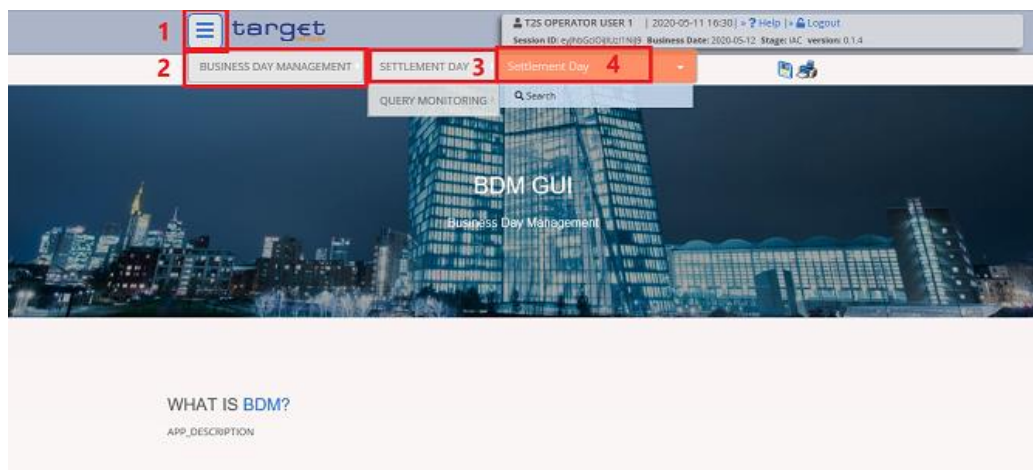 1 target T2S OPERATOR USER 1 | 2020-05-11 16:30 | » ? Help | » Logout
Session ID: Business Date: 2020-05-12 Stage: IAC version: 0.1.4
2 BUSINESS DAY MANAGEMENT SETTLEMENT DAY 3 Settlement Day 4
QUERY MONITORING Search
BDM GUI
Business Day Management
WHAT IS BDM?
APP_DESCRIPTION